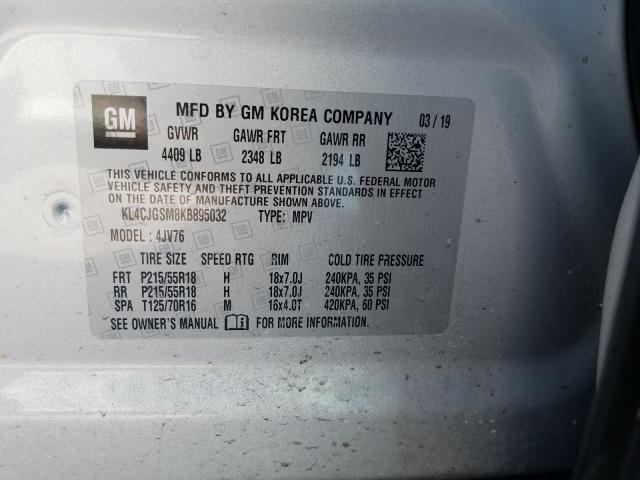 GM
MFD BY GM KOREA COMPANY 03 / 19
GVWR GAWR FRT GAWR RR
4409 LB 2348 LB 2194 LB
THIS VEHICLE CONFORMS TO ALL APPLICABLE U.S. FEDERAL MOTOR
VEHICLE SAFETY AND THEFT PREVENTION STANDARDS IN EFFECT
ON THE DATE OF MANUFACTURE SHOWN ABOVE.
KL4CJGSM8KB895032 TYPE: MPV
MODEL : 4JV76
TIRE SIZE SPEED RTG RIM COLD TIRE PRESSURE
FRT P215/55R18 H 18x7.0J 240KPA, 35 PSI
RR P215/55R18 H 18x7.0J 240KPA, 35 PSI
SPA T125/70R16 M 16x4.0T 420KPA, 60 PSI
SEE OWNER'S MANUAL FOR MORE INFORMATION.